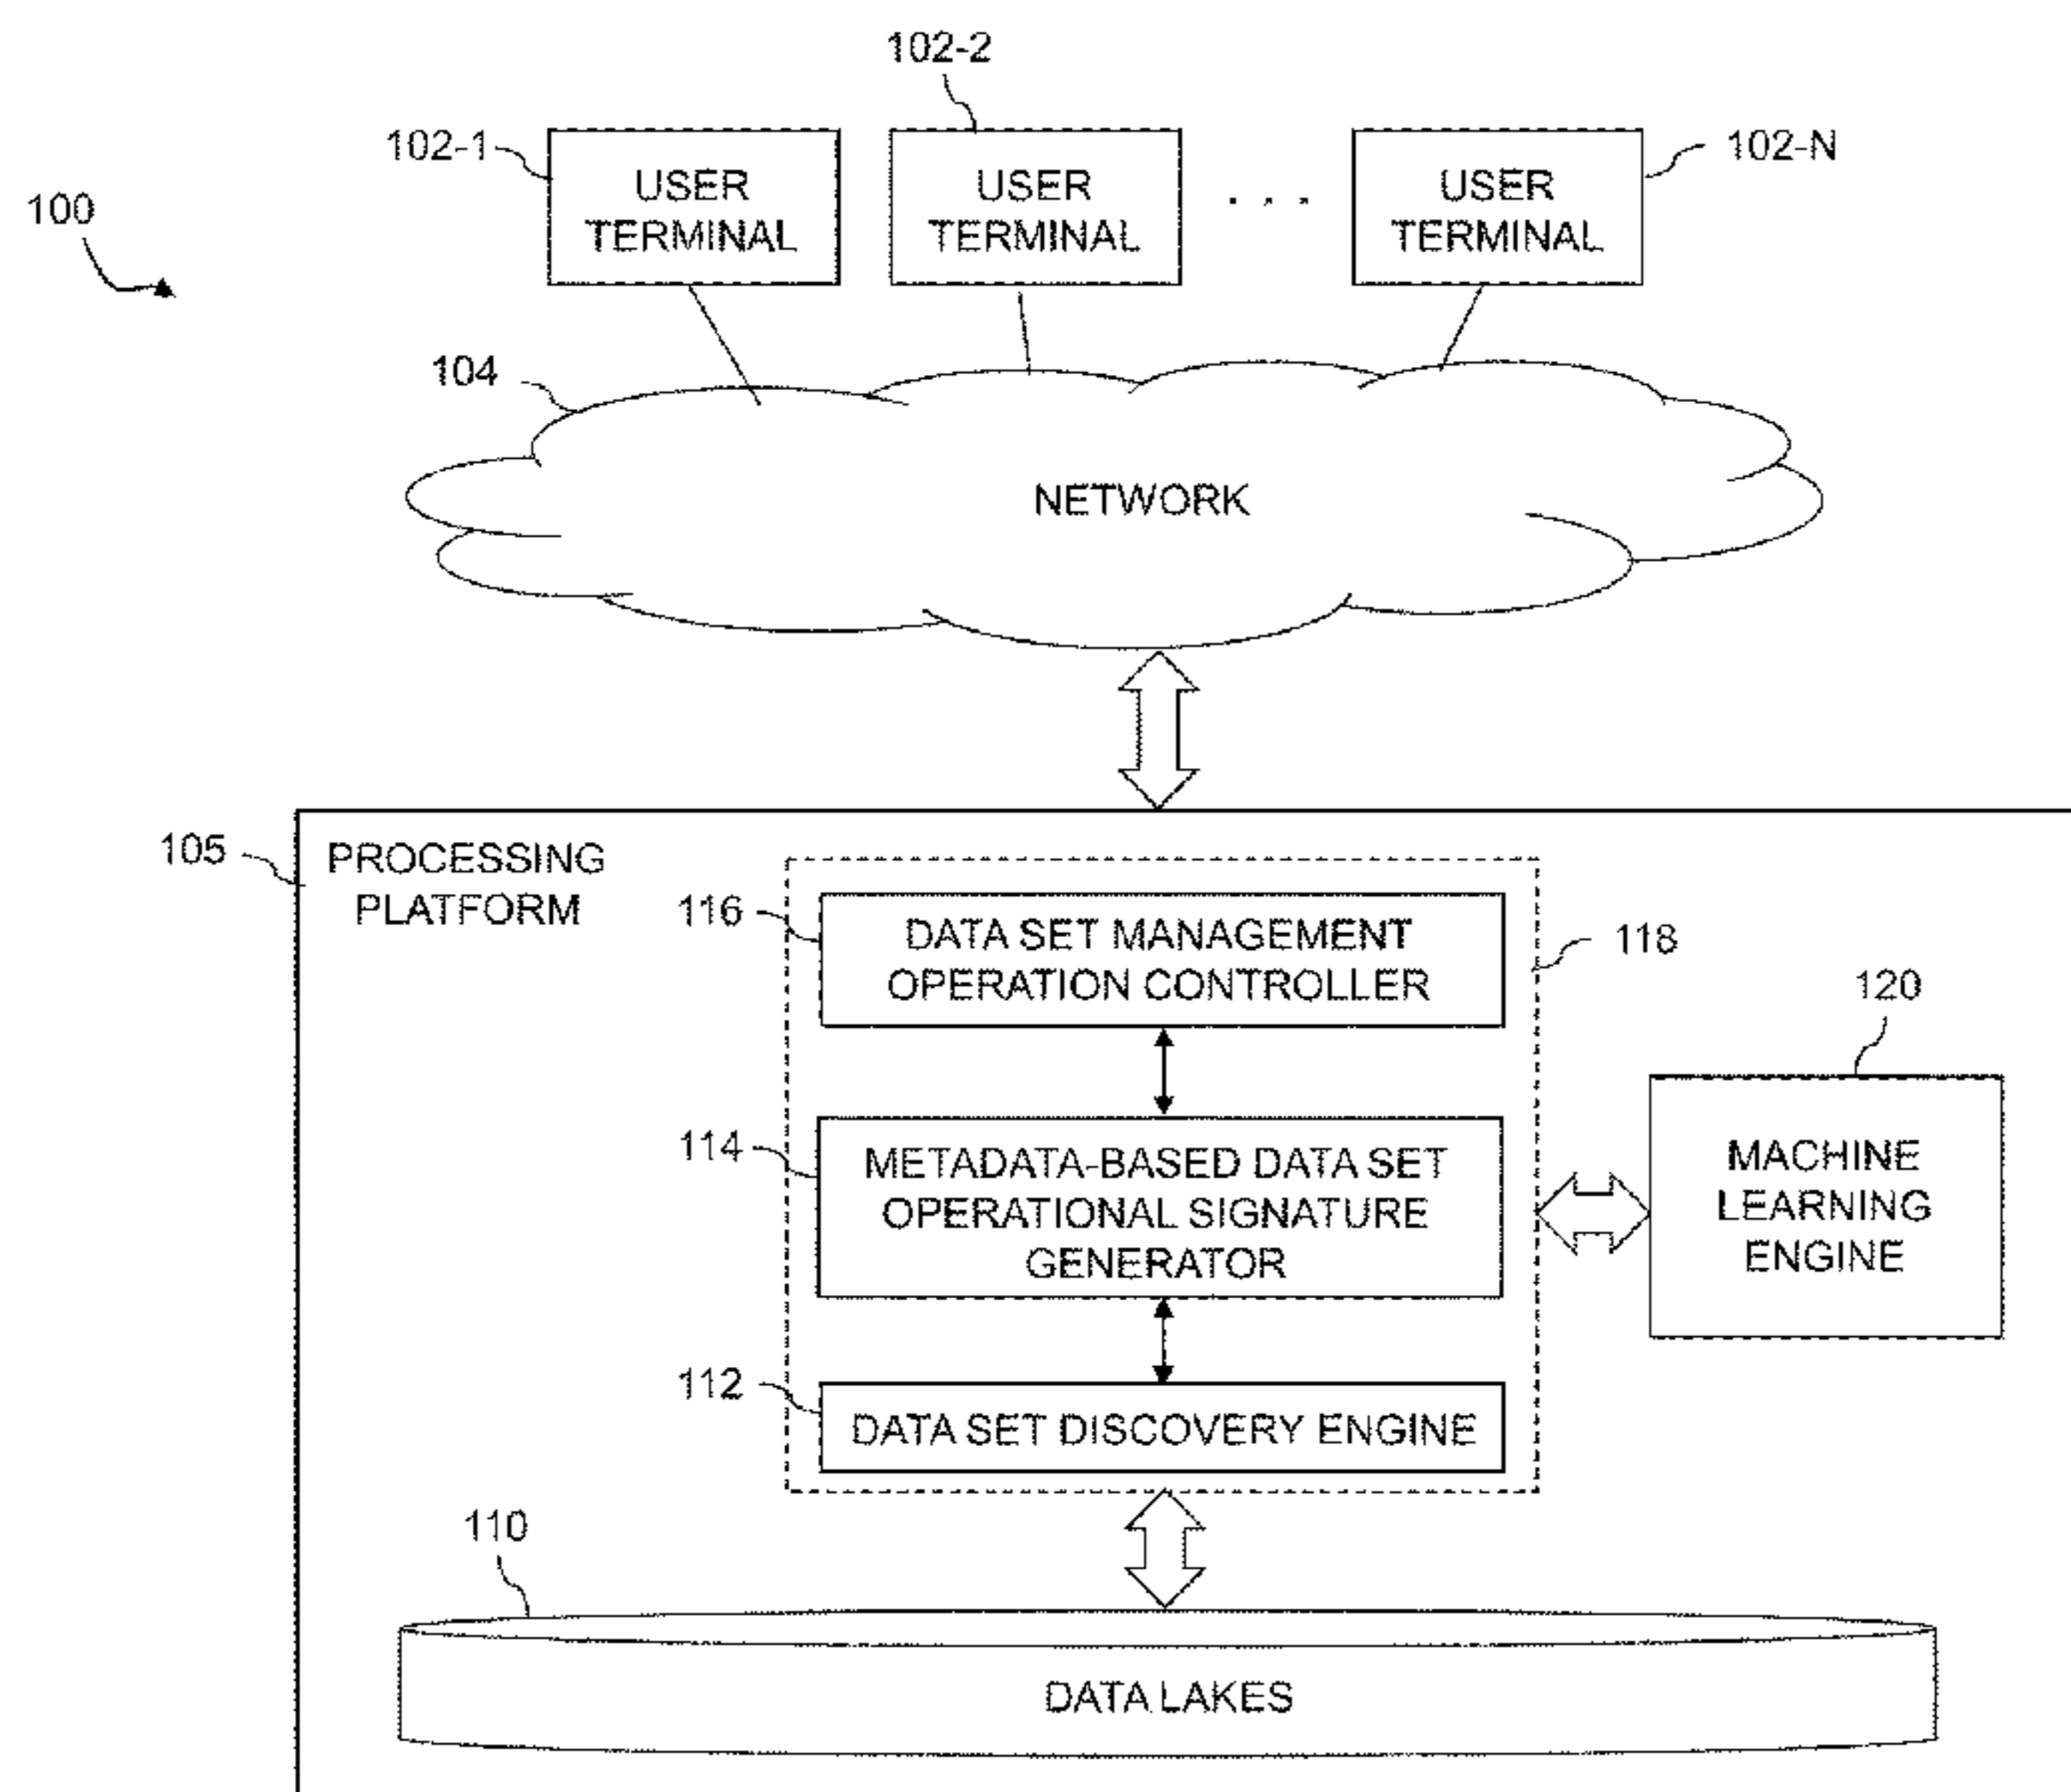 102-2
102-1
102-N
USER
TERMINAL
USER
TERMINAL
. . .
USER
TERMINAL
100
104
NETWORK
105
PROCESSING
PLATFORM
116
DATA SET MANAGEMENT
OPERATION CONTROLLER
118
120
114
METADATA-BASED DATA SET
OPERATIONAL SIGNATURE
GENERATOR
MACHINE
LEARNING
ENGINE
112
DATA SET DISCOVERY ENGINE
110
DATA LAKES